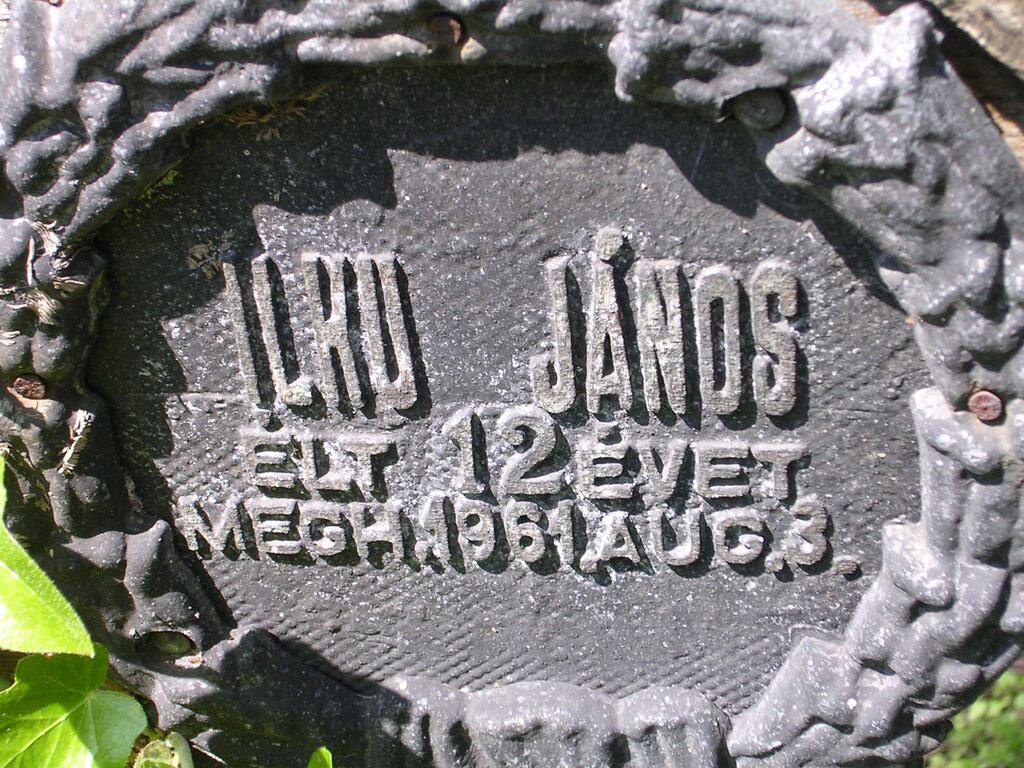 ILKU JÁNOS
ÉLT 12 ÉVET
MEGH.1961.AUG.3.